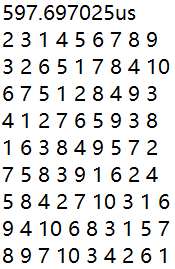 597.697025us
2 3 1 4 5 6 7 8 9
3 2 6 5 1 7 8 4 10
6 7 5 1 2 8 4 9 3
4 1 2 7 6 5 9 3 8
1 6 3 8 4 9 5 7 2
7 5 8 3 9 1 6 2 4
5 8 4 2 7 10 3 1 6
9 4 10 6 8 3 1 5 7
8 9 7 10 3 4 2 6 1